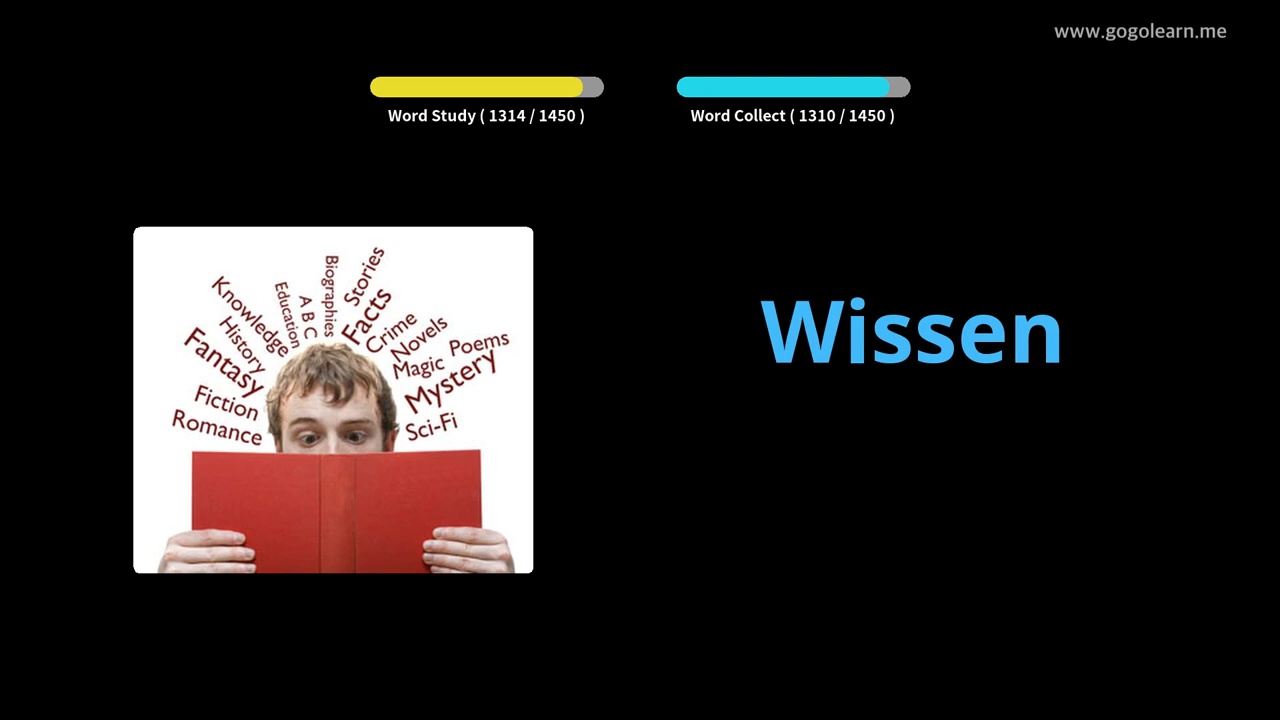 www.gogolearn.me
Word Study ( 1314 / 1450 )
Word Collect ( 1310 / 1450 )
Wissen
Romance
Fiction
Fantasy
History
Knowledge
Education
A B C
Biographies
Stories
Facts
Crime
Novels
Poems
Magic
Mystery
Sci-Fi